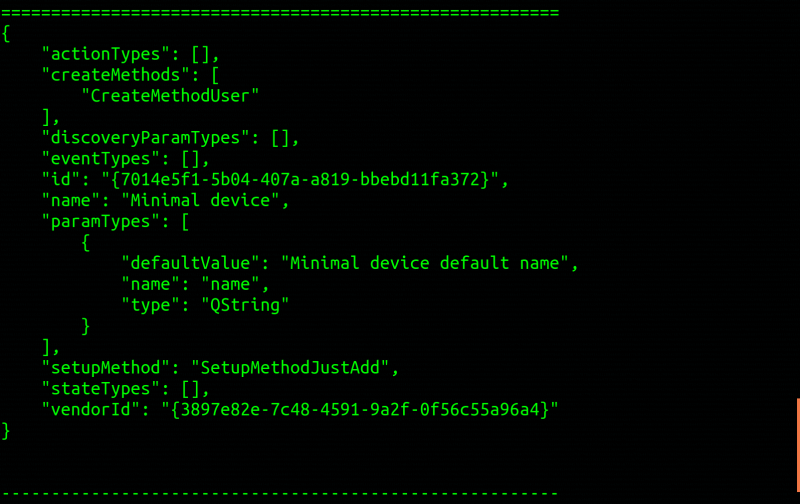 ========================================================
{
    "actionTypes": [],
    "createMethods": [
        "CreateMethodUser"
    ],
    "discoveryParamTypes": [],
    "eventTypes": [],
    "id": "{7014e5f1-5b04-407a-a819-bbebd11fa372}",
    "name": "Minimal device",
    "paramTypes": [
        {
            "defaultValue": "Minimal device default name",
            "name": "name",
            "type": "QString"
        }
    ],
    "setupMethod": "SetupMethodJustAdd",
    "stateTypes": [],
    "vendorId": "{3897e82e-7c48-4591-9a2f-0f56c55a96a4}"
}
--------------------------------------------------------